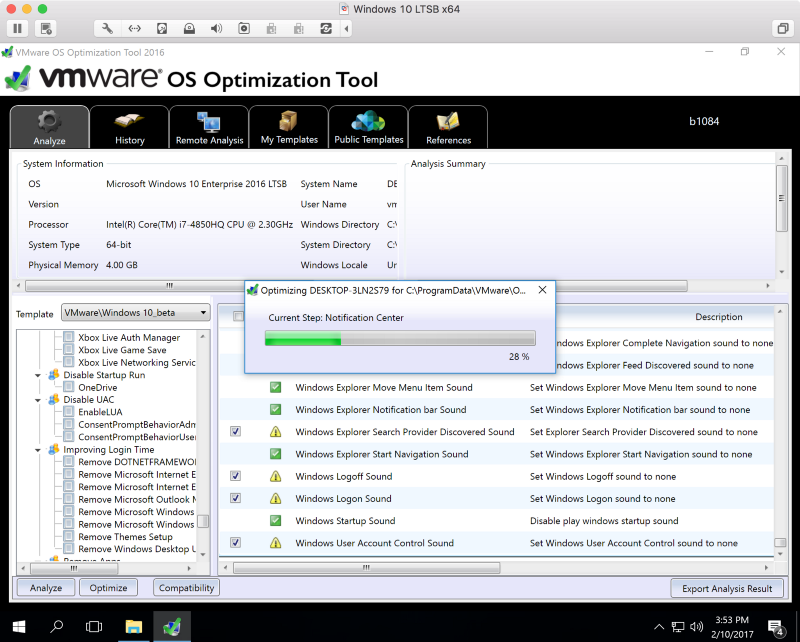 Windows 10 LTSB x64
VMware OS Optimization Tool 2016
vmware® OS Optimization Tool
Analyze
History
Remote Analysis
My Templates
Public Templates
References
b1084
System Information
Analysis Summary
OS Microsoft Windows 10 Enterprise 2016 LTSB System Name DE
Version User Name vm
Processor Intel(R) Core(TM) i7-4850HQ CPU @ 2.30GHz Windows Directory C:\
System Type 64-bit System Directory C:\
Physical Memory 4.00 GB Windows Locale Un
Optimizing DESKTOP-3LN2S79 for C:\ProgramData\VMware\O...
Current Step: Notification Center
28 %
Template VMware\Windows 10_beta
Xbox Live Auth Manager
Xbox Live Game Save
Xbox Live Networking Servic
Disable Startup Run
OneDrive
Disable UAC
EnableLUA
ConsentPromptBehaviorAdm
ConsentPromptBehaviorUse
Improving Login Time
Remove DOTNETFRAMEWO
Remove Microsoft Internet E
Remove Microsoft Internet E
Remove Microsoft Outlook
Remove Microsoft Windows
Remove Microsoft Windows
Remove Themes Setup
Remove Windows Desktop U
Description
ndows Explorer Complete Navigation sound to none
ndows Explorer Feed Discovered sound to none
Windows Explorer Move Menu Item Sound Set Windows Explorer Move Menu Item sound to none
Windows Explorer Notification bar Sound Set Windows Explorer Notification bar sound to none
Windows Explorer Search Provider Discovered Sound Set Explorer Search Provider Discovered sound to none
Windows Explorer Start Navigation Sound Set Windows Explorer Start Navigation sound to none
Windows Logoff Sound Set Windows Logoff sound to none
Windows Logon Sound Set Windows Logon sound to none
Windows Startup Sound Disable play windows startup sound
Windows User Account Control Sound Set Windows User Account Control sound to none
Analyze
Optimize
Compatibility
Export Analysis Result
3:53 PM
2/10/2017
4